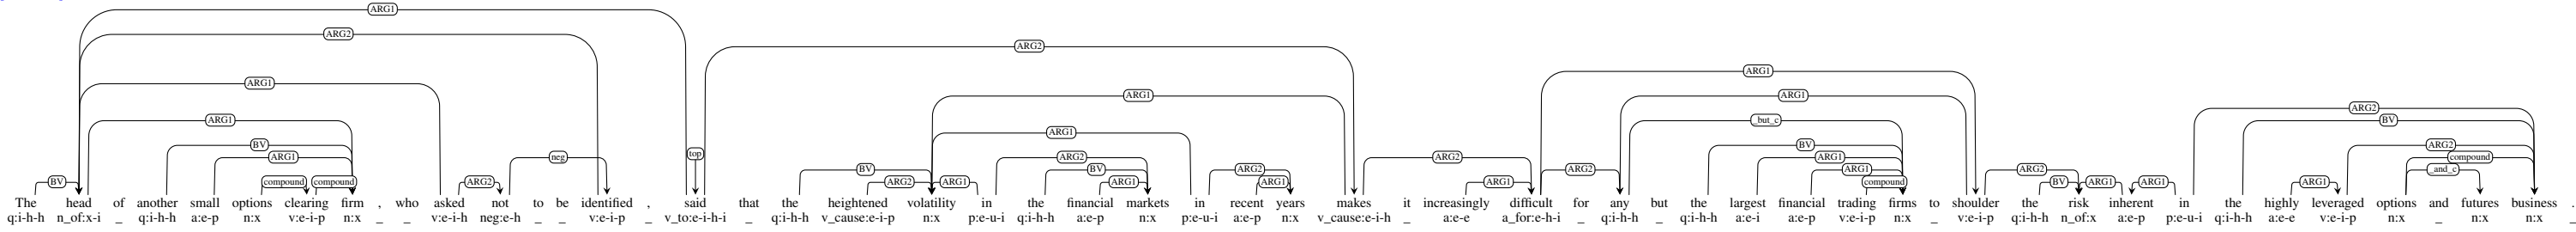 ARG1
ARG2
ARG2
ARG1 ARG1
ARG1 ARG1 ARG1
ARG2
ARG1 _but_c BV
ARG1
BV BV ARG2
ARG1 neg top ARG2 ARG2 ARG1 compound
BV ARG2 BV ARG2 ARG2 ARG1 ARG2 _and_c
BV compound compound ARG2 ARG2 ARG1 ARG1 ARG1 ARG1 compound BV ARG1 ARG1 ARG1
The head of another small options clearing firm , who asked not to be identified , said that the heightened volatility in the financial markets in recent years makes it increasingly difficult for any but the largest financial trading firms to shoulder the risk inherent in the highly leveraged options and futures business .
q:i-h-h n_of:x-i _ q:i-h-h a:e-p n:x v:e-i-p n:x _ _ v:e-i-h neg:e-h _ _ v:e-i-p _ v_to:e-i-h-i _ q:i-h-h v_cause:e-i-p n:x p:e-u-i q:i-h-h a:e-p n:x p:e-u-i a:e-p n:x v_cause:e-i-h _ a:e-e a_for:e-h-i _ q:i-h-h _ q:i-h-h a:e-i a:e-p v:e-i-p n:x _ v:e-i-p q:i-h-h n_of:x a:e-p p:e-u-i q:i-h-h a:e-e v:e-i-p n:x _ n:x n:x _